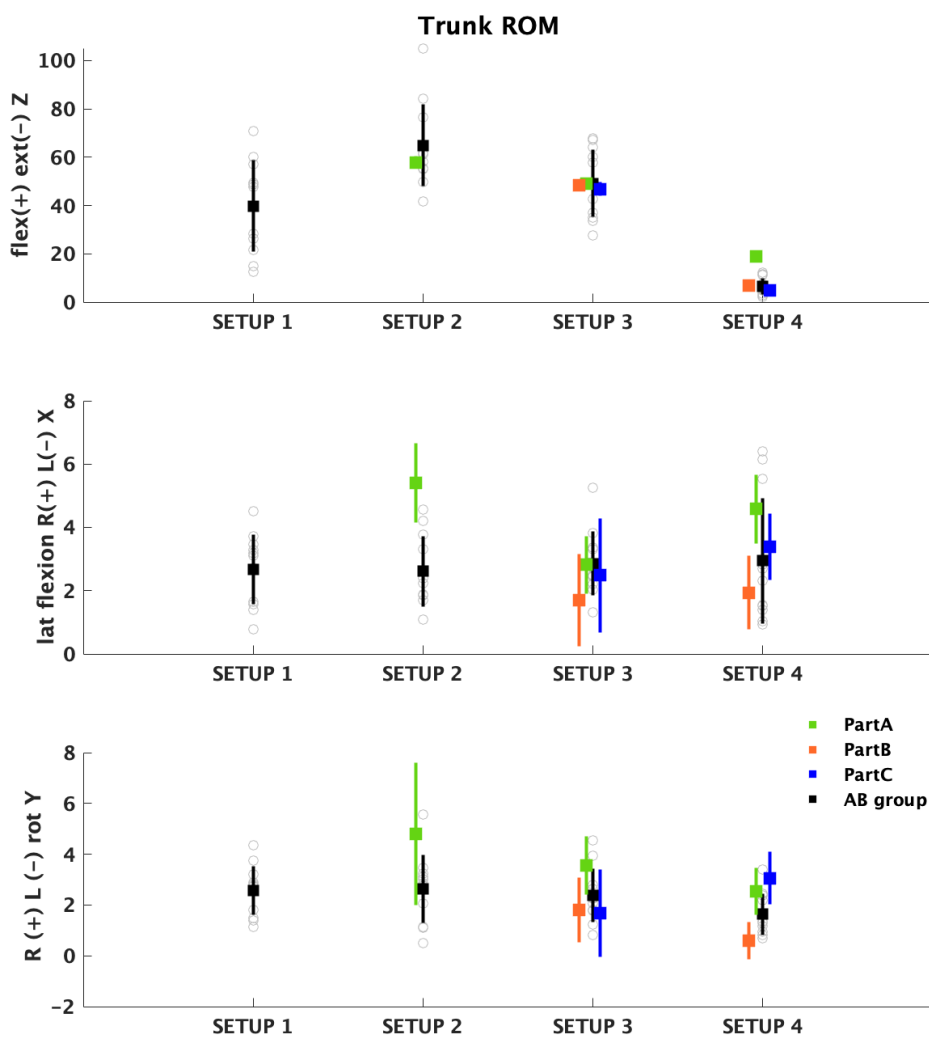 Trunk ROM
flex(+) ext(−) Z
100
80
60
40
20
0
SETUP 1 SETUP 2 SETUP 3 SETUP 4
lat flexion R(+) L(−) X
8
6
4
2
0
SETUP 1 SETUP 2 SETUP 3 SETUP 4
R (+) L (−) rot Y
8
6
4
2
0
−2
SETUP 1 SETUP 2 SETUP 3 SETUP 4
PartA
PartB
PartC
AB group